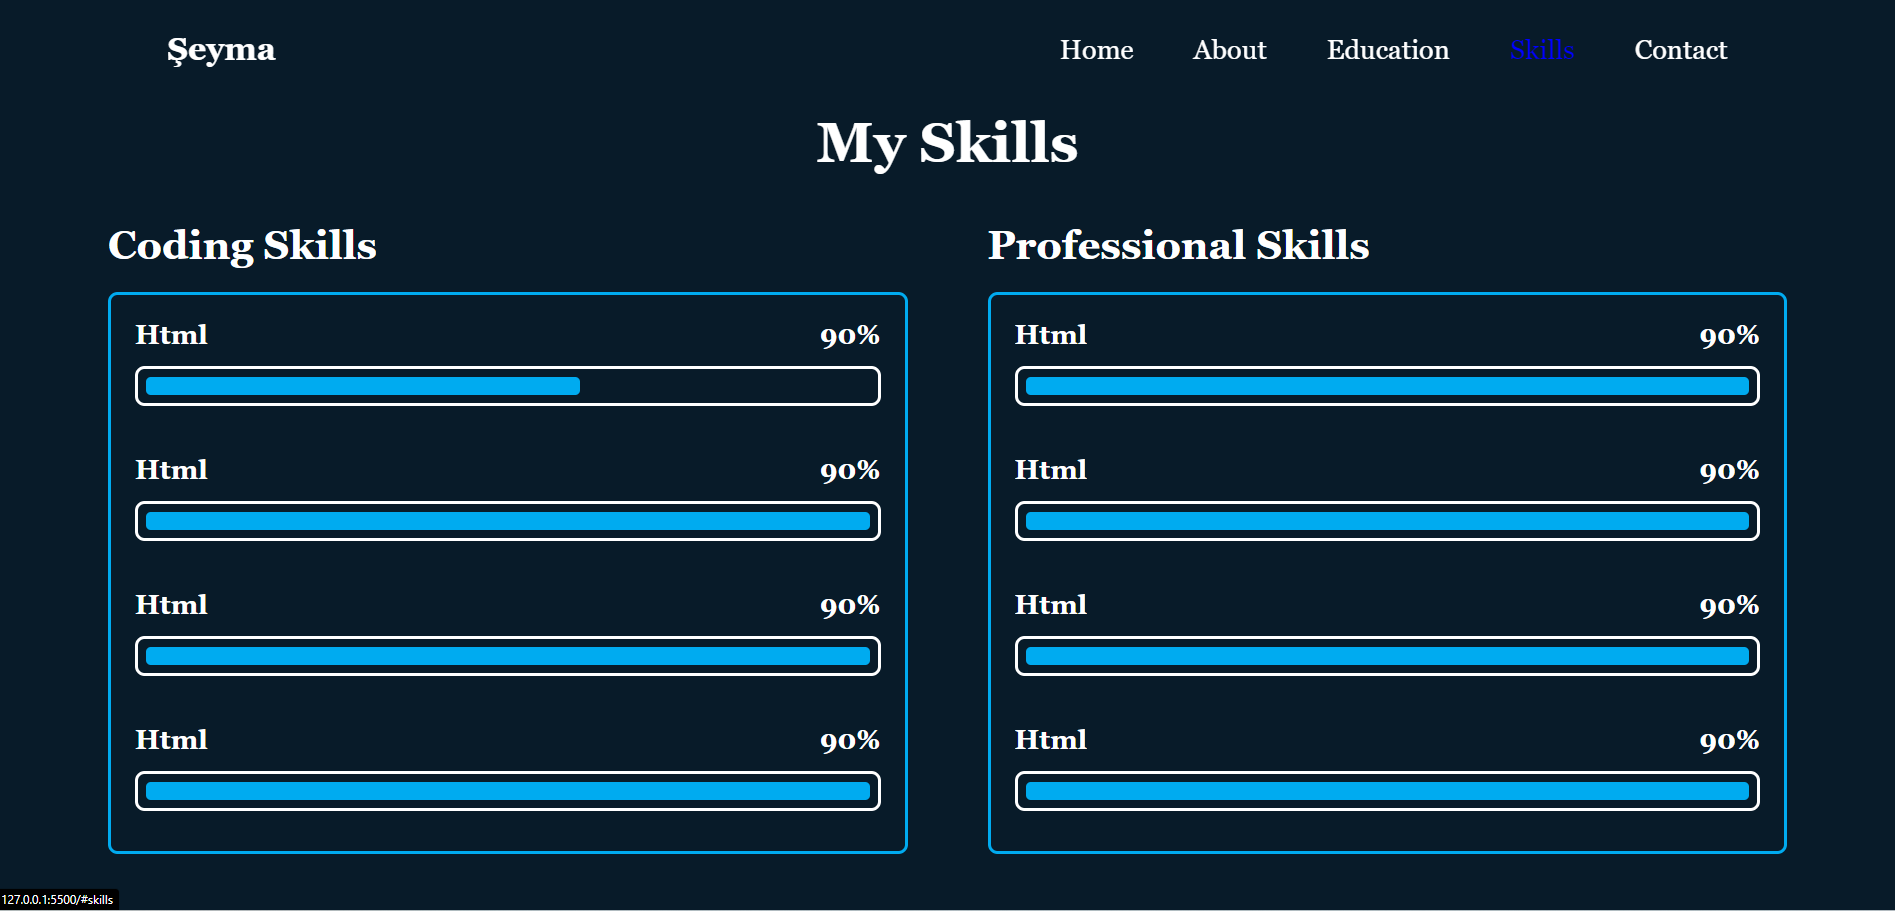 Şeyma
Home About Education Skills Contact
My Skills
Coding Skills
Html 90%
Html 90%
Html 90%
Html 90%
Professional Skills
Html 90%
Html 90%
Html 90%
Html 90%
127.0.0.1:5500/#skills